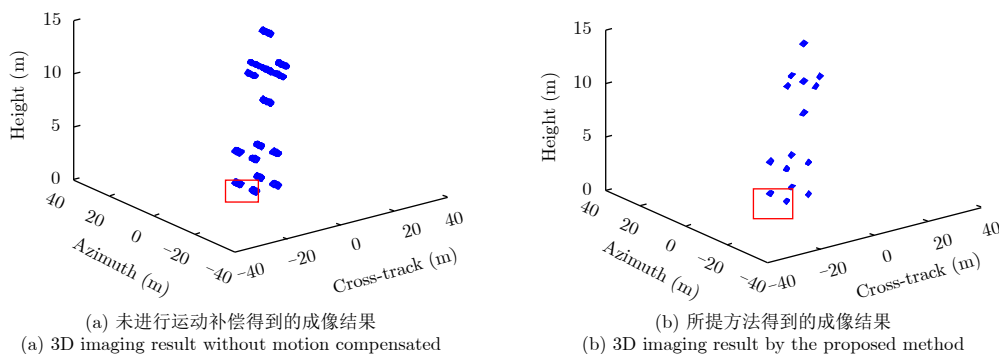 15
10
5
0
Height (m)
40
20
0
−20
−40
Azimuth (m)
−40
−20
0
20
40
Cross-track (m)
(a) 未进行运动补偿得到的成像结果
(a) 3D imaging result without motion compensated
15
10
5
0
Height (m)
40
20
0
−20
−40
Azimuth (m)
−40
−20
0
20
40
Cross-track (m)
(b) 所提方法得到的成像结果
(b) 3D imaging result by the proposed method